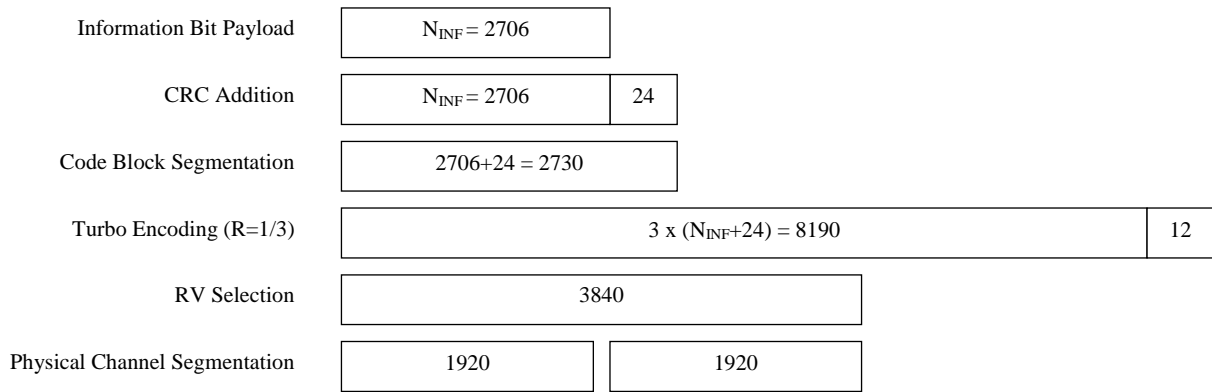 Information Bit Payload N_INF = 2706
CRC Addition N_INF = 2706 24
Code Block Segmentation 2706+24 = 2730
Turbo Encoding (R=1/3) 3 x (N_INF+24) = 8190 12
RV Selection 3840
Physical Channel Segmentation 1920 1920